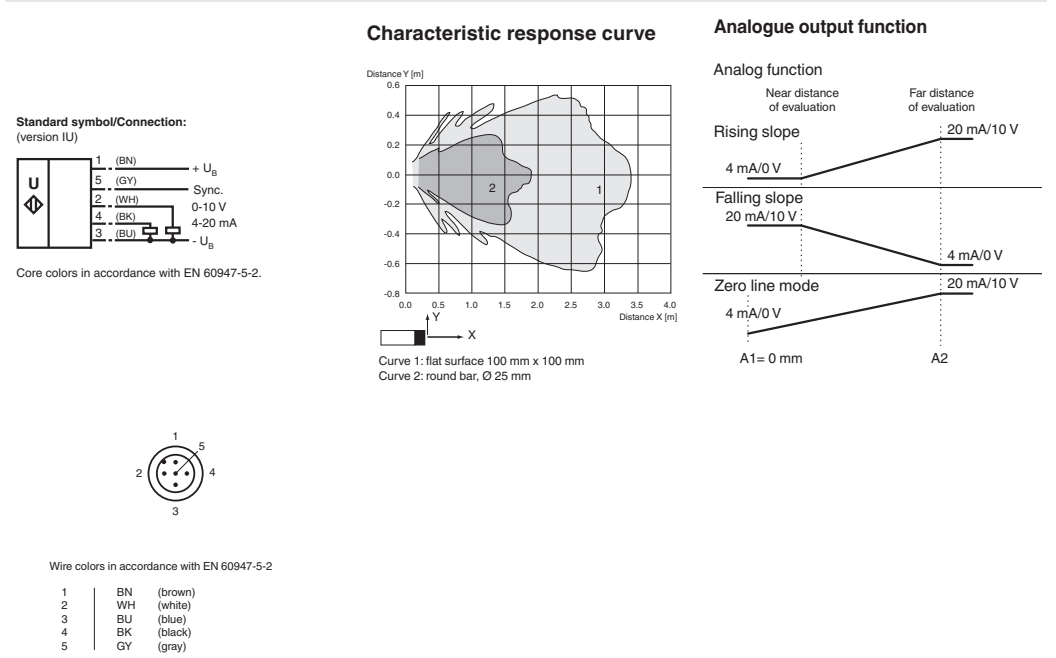 Standard symbol/Connection:
(version IU)
U
1 (BN)
+ UB
5 (GY)
Sync.
2 (WH)
0-10 V
4 (BK)
4-20 mA
3 (BU)
- UB
Core colors in accordance with EN 60947-5-2.
Characteristic response curve
Distance Y [m]
0.6
0.4
0.2
0.0
-0.2
-0.4
-0.6
-0.8
2
1
0.0 0.5 1.0 1.5 2.0 2.5 3.0 3.5 4.0
Distance X [m]
Y
X
Curve 1: flat surface 100 mm x 100 mm
Curve 2: round bar, Ø 25 mm
Analogue output function
Analog function
Near distance
of evaluation
Far distance
of evaluation
Rising slope
20 mA/10 V
4 mA/0 V
Falling slope
20 mA/10 V
4 mA/0 V
Zero line mode
20 mA/10 V
4 mA/0 V
A1= 0 mm
A2
1
5
2
4
3
Wire colors in accordance with EN 60947-5-2
1 BN (brown)
2 WH (white)
3 BU (blue)
4 BK (black)
5 GY (gray)